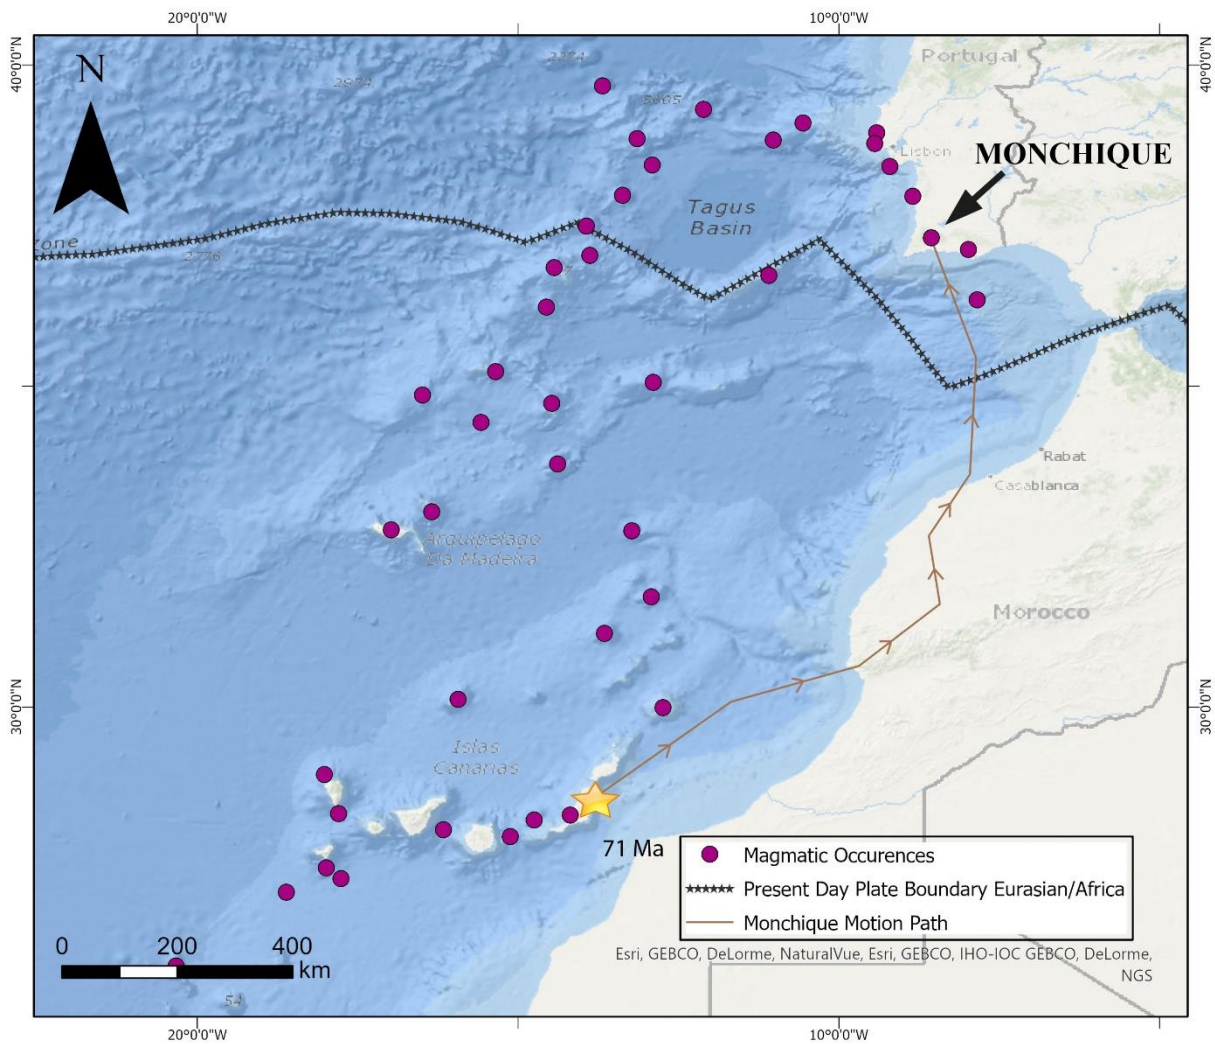 20°0'0"W
10°0'0"W
40°0'0"N
40°0'0"N
N
2274
Portugal
2874
5605
Lisbon
MONCHIQUE
Tagus
Basin
zone
2776
Rabat
Casablanca
Arquipelago
Da Madeira
Morocco
30°0'0"N
30°0'0"N
Islas
Canarias
71 Ma
Magmatic Occurences
Present Day Plate Boundary Eurasian/Africa
Monchique Motion Path
0
200
400
km
Esri, GEBCO, DeLorme, NaturalVue, Esri, GEBCO, IHO-IOC GEBCO, DeLorme,
NGS
54
20°0'0"W
10°0'0"W